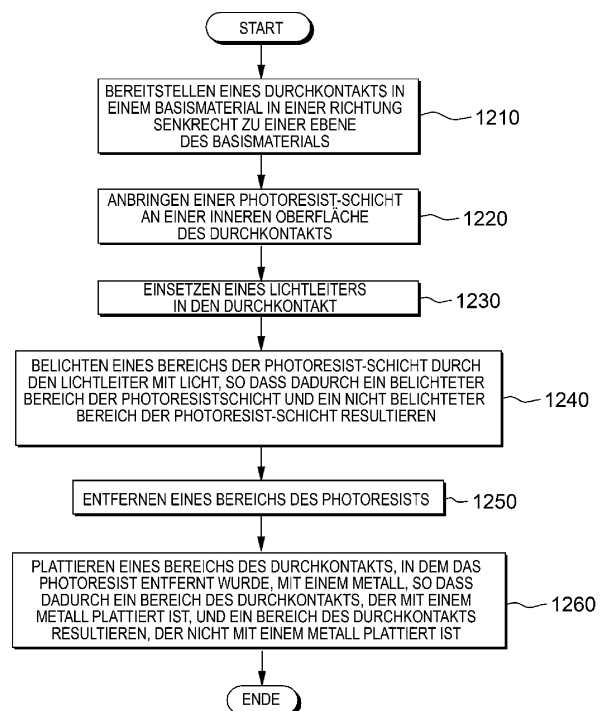 START
BEREITSTELLEN EINES DURCHKONTAKTS IN
EINEM BASISMATERIAL IN EINER RICHTUNG
SENKRECHT ZU EINER EBENE
DES BASISMATERIALS
1210
ANBRINGEN EINER PHOTORESIST-SCHICHT
AN EINER INNEREN OBERFLÄCHE
DES DURCHKONTAKTS
1220
EINSETZEN EINES LICHTLEITERS
IN DEN DURCHKONTAKT
1230
BELICHTEN EINES BEREICHS DER PHOTORESIST-SCHICHT DURCH
DEN LICHTLEITER MIT LICHT, SO DASS DADURCH EIN BELICHTETER
BEREICH DER PHOTORESISTSCHICHT UND EIN NICHT BELICHTETER
BEREICH DER PHOTORESIST-SCHICHT RESULTIEREN
1240
ENTFERNEN EINES BEREICHS DES PHOTORESISTS
1250
PLATTIEREN EINES BEREICHS DES DURCHKONTAKTS, IN DEM DAS
PHOTORESIST ENTFERNT WURDE, MIT EINEM METALL, SO DASS
DADURCH EIN BEREICH DES DURCHKONTAKTS, DER MIT EINEM
METALL PLATTIERT IST, UND EIN BEREICH DES DURCHKONTAKTS
RESULTIEREN, DER NICHT MIT EINEM METALL PLATTIERT IST
1260
ENDE